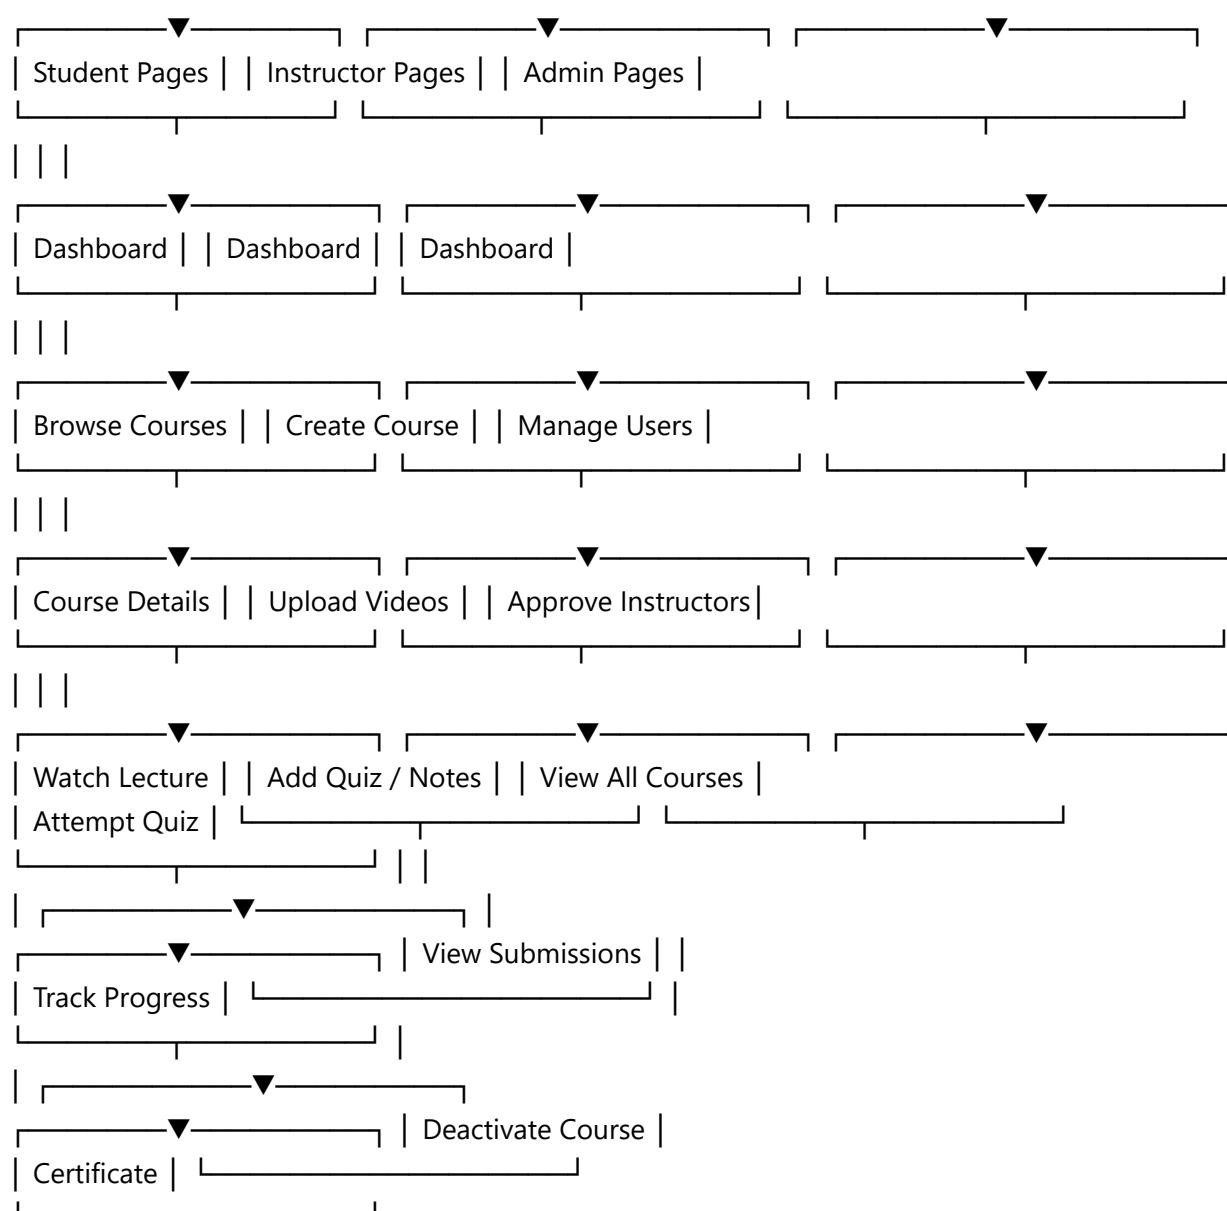 | Student Pages | | Instructor Pages | | Admin Pages |
| | |
| Dashboard | | Dashboard | | Dashboard |
| | |
| Browse Courses | | Create Course | | Manage Users |
| | |
| Course Details | | Upload Videos | | Approve Instructors|
| | |
| Watch Lecture | | Add Quiz / Notes | | View All Courses |
| Attempt Quiz |
| View Submissions | |
| Track Progress |
| Deactivate Course |
| Certificate |